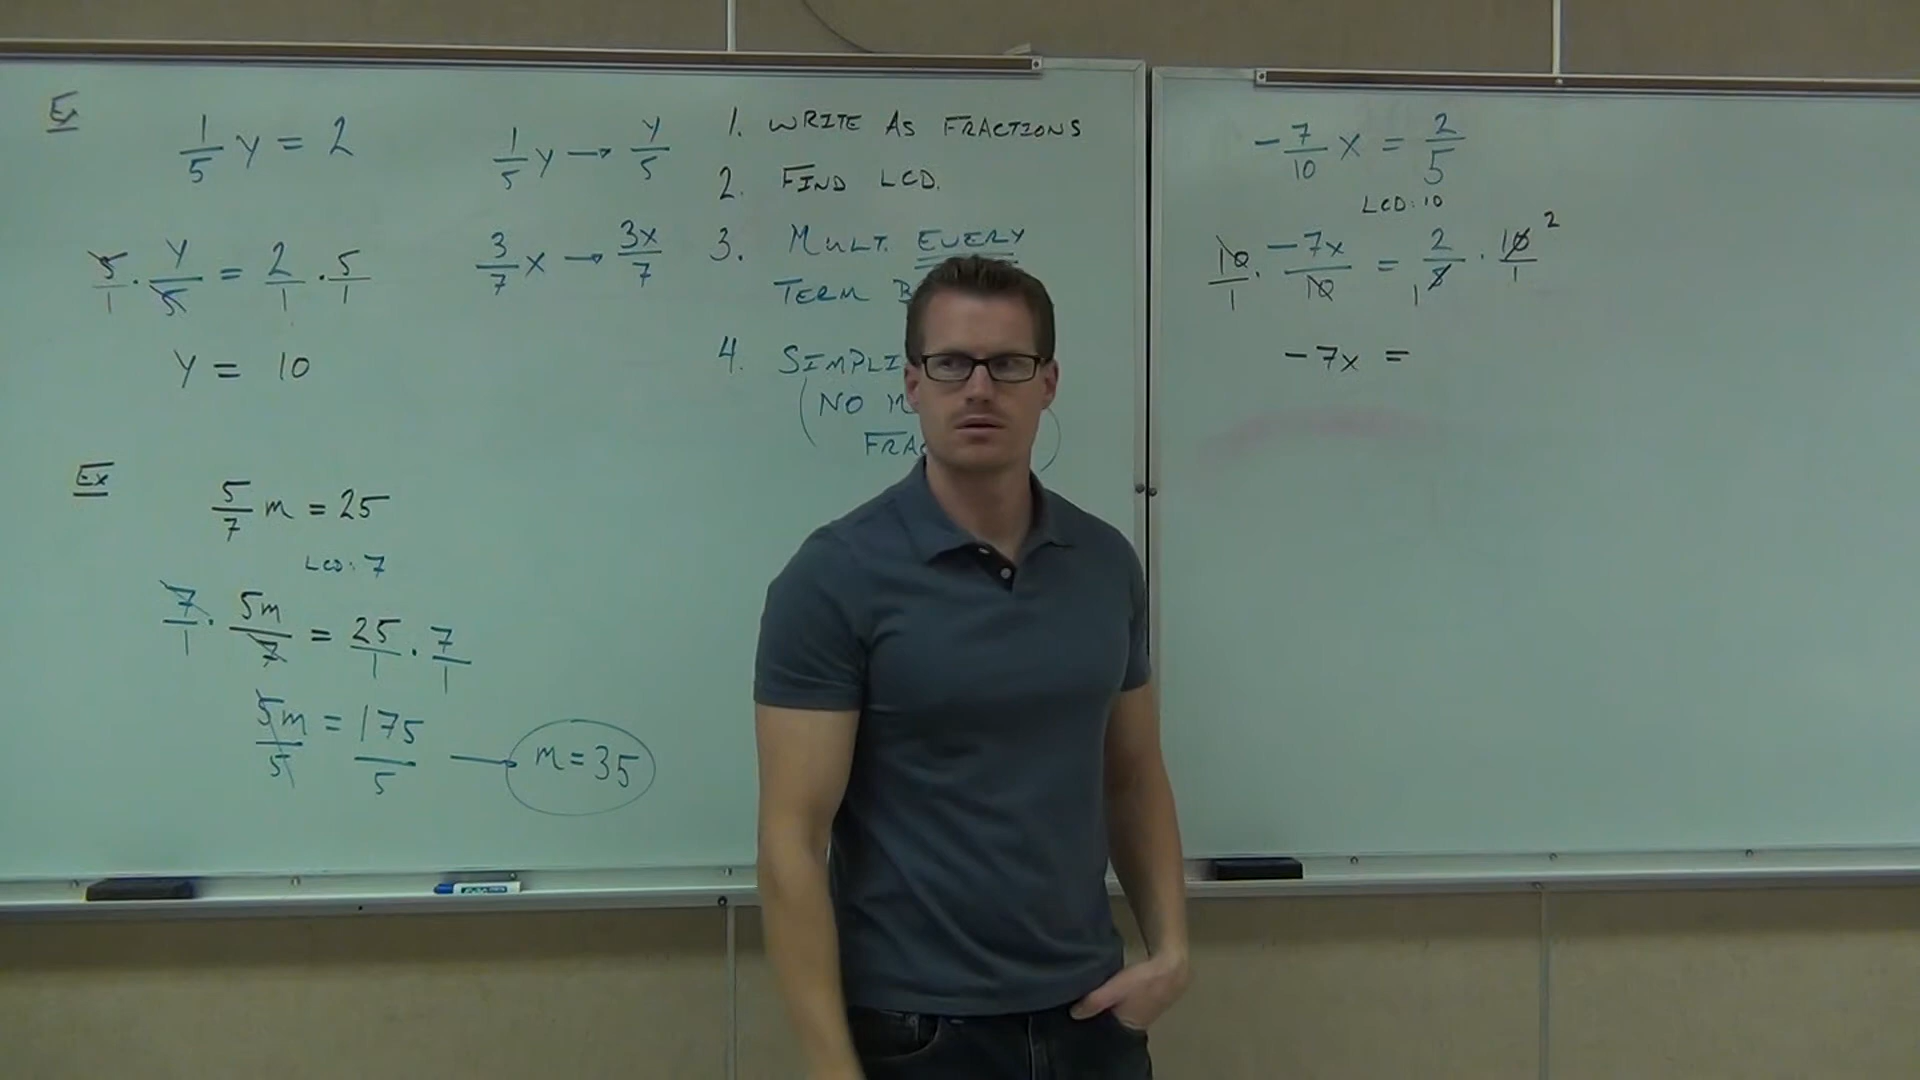 Ex
1/5 y = 2
5/1 · y/5 = 2/1 · 5/1
y = 10
1/5 y → y/5
3/7 x → 3x/7
1. WRITE AS FRACTIONS
2. FIND LCD.
3. MULT. EVERY
TERM
4.
(NO
Ex
5/7 m = 25
LCD: 7
7/1 · 5m/7 = 25/1 · 7/1
5m/5 = 175/5 → m = 35
-7/10 x = 2/5
LCD: 10
10/1 · -7x/10 = 2/5 1 · 10/1 2
-7x =